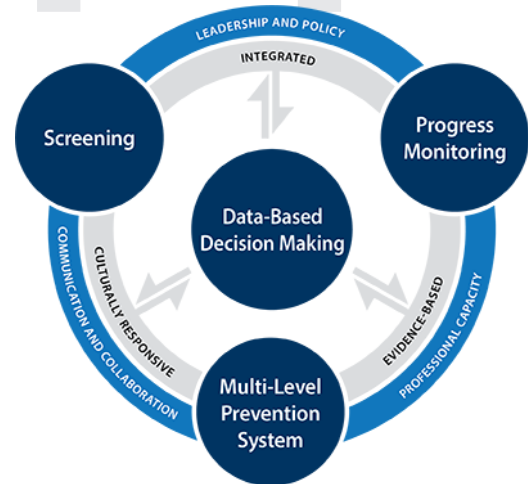 LEADERSHIP AND POLICY
INTEGRATED
Screening
Progress
Monitoring
Data-Based
Decision Making
COMMUNICATION AND COLLABORATION
CULTURALLY RESPONSIVE
EVIDENCE-BASED
PROFESSIONAL CAPACITY
Multi-Level
Prevention
System